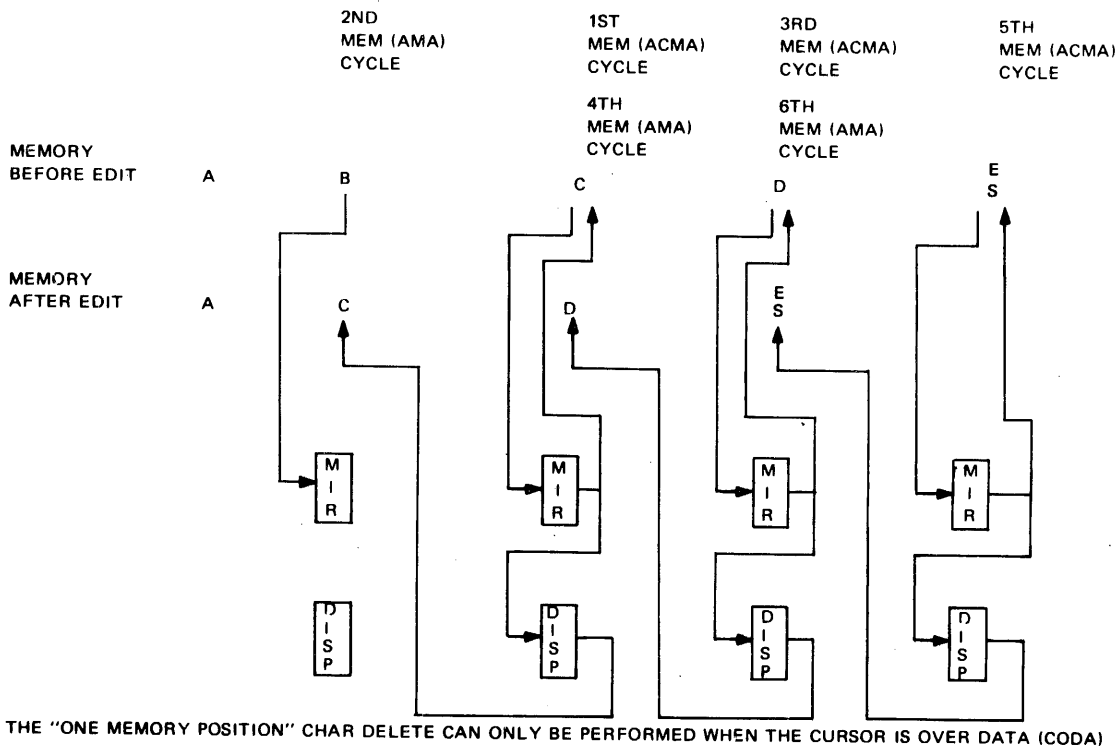 2ND
MEM (AMA)
CYCLE
1ST
MEM (ACMA)
CYCLE
3RD
MEM (ACMA)
CYCLE
5TH
MEM (ACMA)
CYCLE
4TH
MEM (AMA)
CYCLE
6TH
MEM (AMA)
CYCLE
MEMORY
BEFORE EDIT
A
B
C
D
E
S
MEMORY
AFTER EDIT
A
C
D
E
S
M
I
R
M
I
R
M
I
R
M
I
R
D
I
S
P
D
I
S
P
D
I
S
P
D
I
S
P
THE "ONE MEMORY POSITION" CHAR DELETE CAN ONLY BE PERFORMED WHEN THE CURSOR IS OVER DATA (CODA)